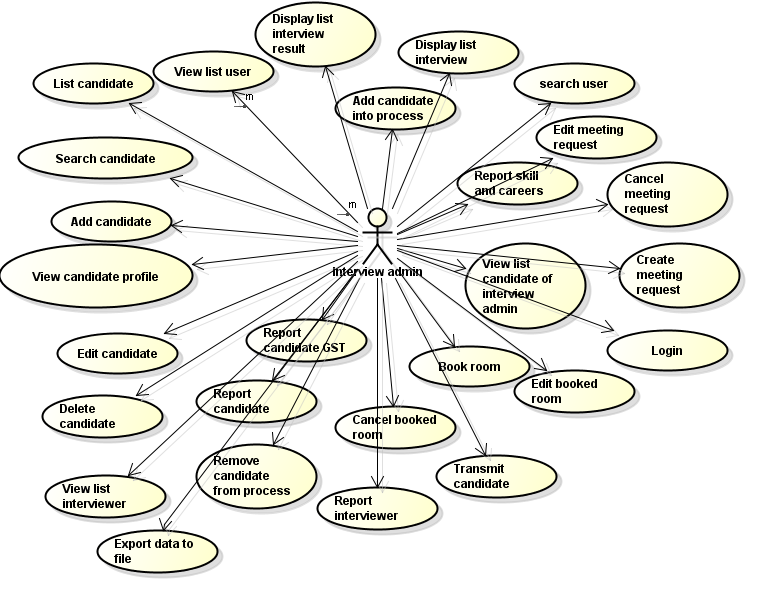 Display list
interview
result
Display list
interview
View list user
List candidate
search user
m
Add candidate
into process
Edit meeting
request
Search candidate
Report skill
and careers
Cancel
meeting
request
m
Add candidate
Interview admin
View candidate profile
View list
candidate of
interview
admin
Create
meeting
request
Report
candidate GST
Edit candidate
Login
Book room
Edit booked
room
Report
candidate
Delete
candidate
Cancel booked
room
Remove
candidate
from process
Transmit
candidate
View list
interviewer
Report
interviewer
Export data to
file